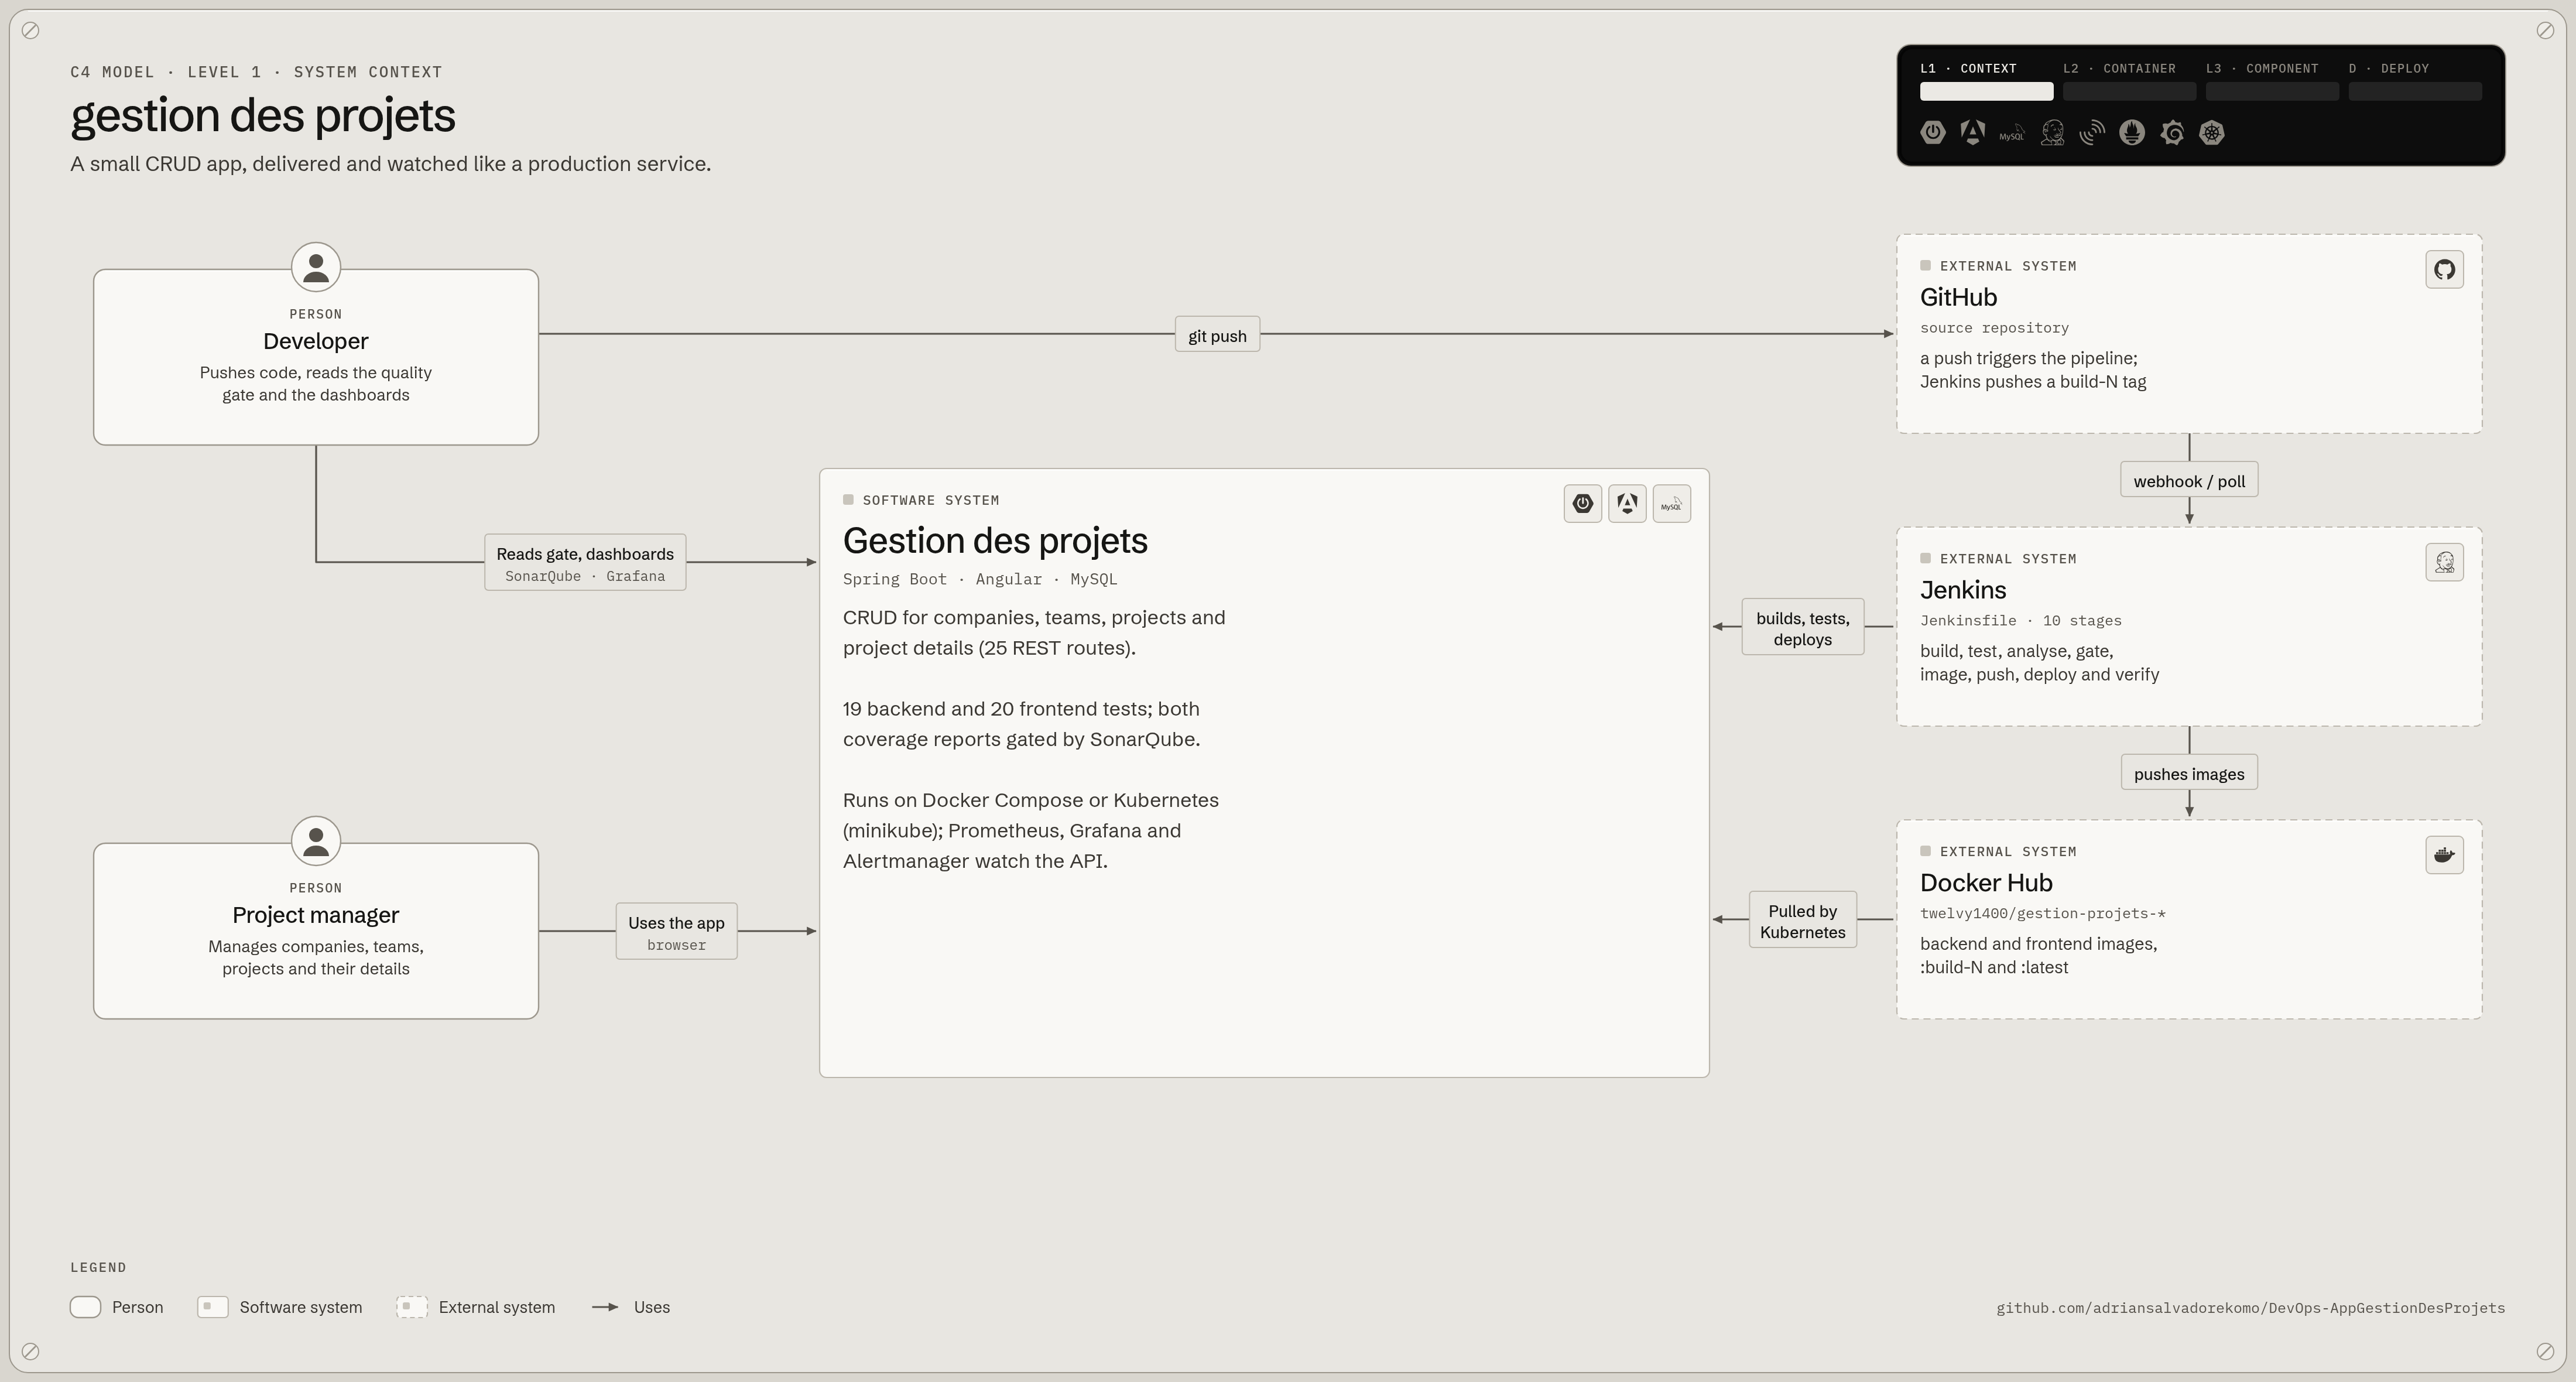 C4 MODEL · LEVEL 1 · SYSTEM CONTEXT
gestion des projets
A small CRUD app, delivered and watched like a production service.
L1 · CONTEXT
L2 · CONTAINER
L3 · COMPONENT
D · DEPLOY
MySQL
PERSON
Developer
Pushes code, reads the quality
gate and the dashboards
git push
EXTERNAL SYSTEM
GitHub
source repository
a push triggers the pipeline;
Jenkins pushes a build-N tag
webhook / poll
Reads gate, dashboards
SonarQube · Grafana
SOFTWARE SYSTEM
MySQL
Gestion des projets
Spring Boot · Angular · MySQL
CRUD for companies, teams, projects and
project details (25 REST routes).
19 backend and 20 frontend tests; both
coverage reports gated by SonarQube.
Runs on Docker Compose or Kubernetes
(minikube); Prometheus, Grafana and
Alertmanager watch the API.
builds, tests,
deploys
EXTERNAL SYSTEM
Jenkins
Jenkinsfile · 10 stages
build, test, analyse, gate,
image, push, deploy and verify
pushes images
PERSON
Project manager
Manages companies, teams,
projects and their details
Uses the app
browser
Pulled by
Kubernetes
EXTERNAL SYSTEM
Docker Hub
twelvy1400/gestion-projets-*
backend and frontend images,
:build-N and :latest
LEGEND
Person
Software system
External system
Uses
github.com/adriansalvadorekomo/DevOps-AppGestionDesProjets